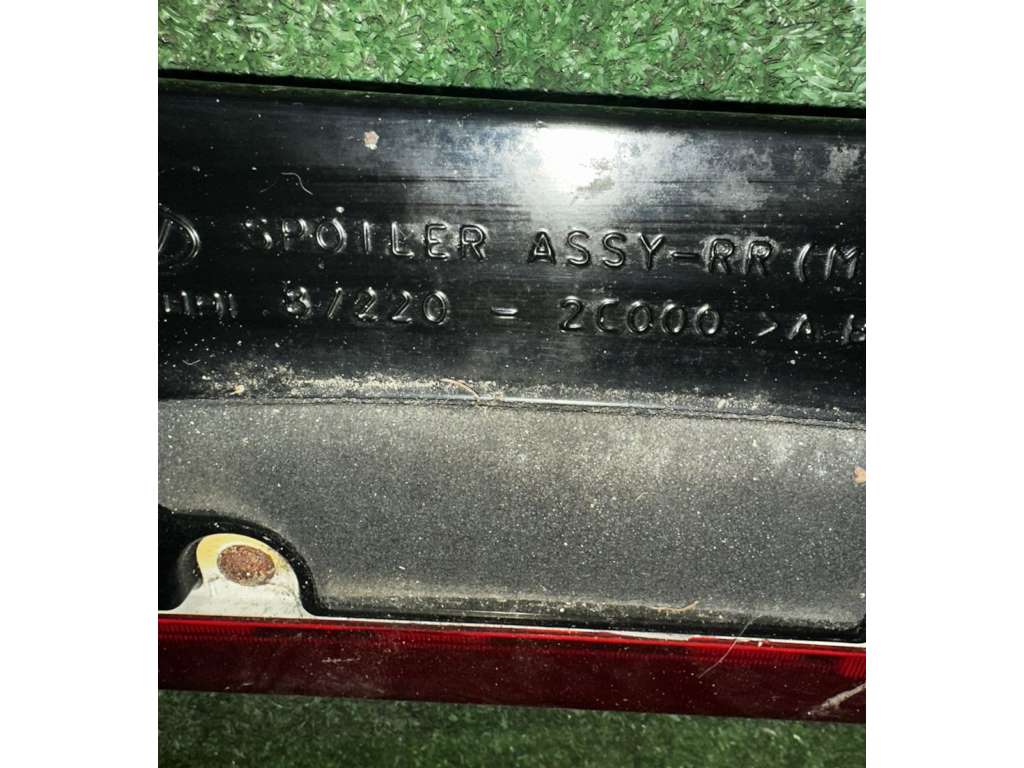 SPOILER ASSY-RR (M
87220 - 2C000 >A